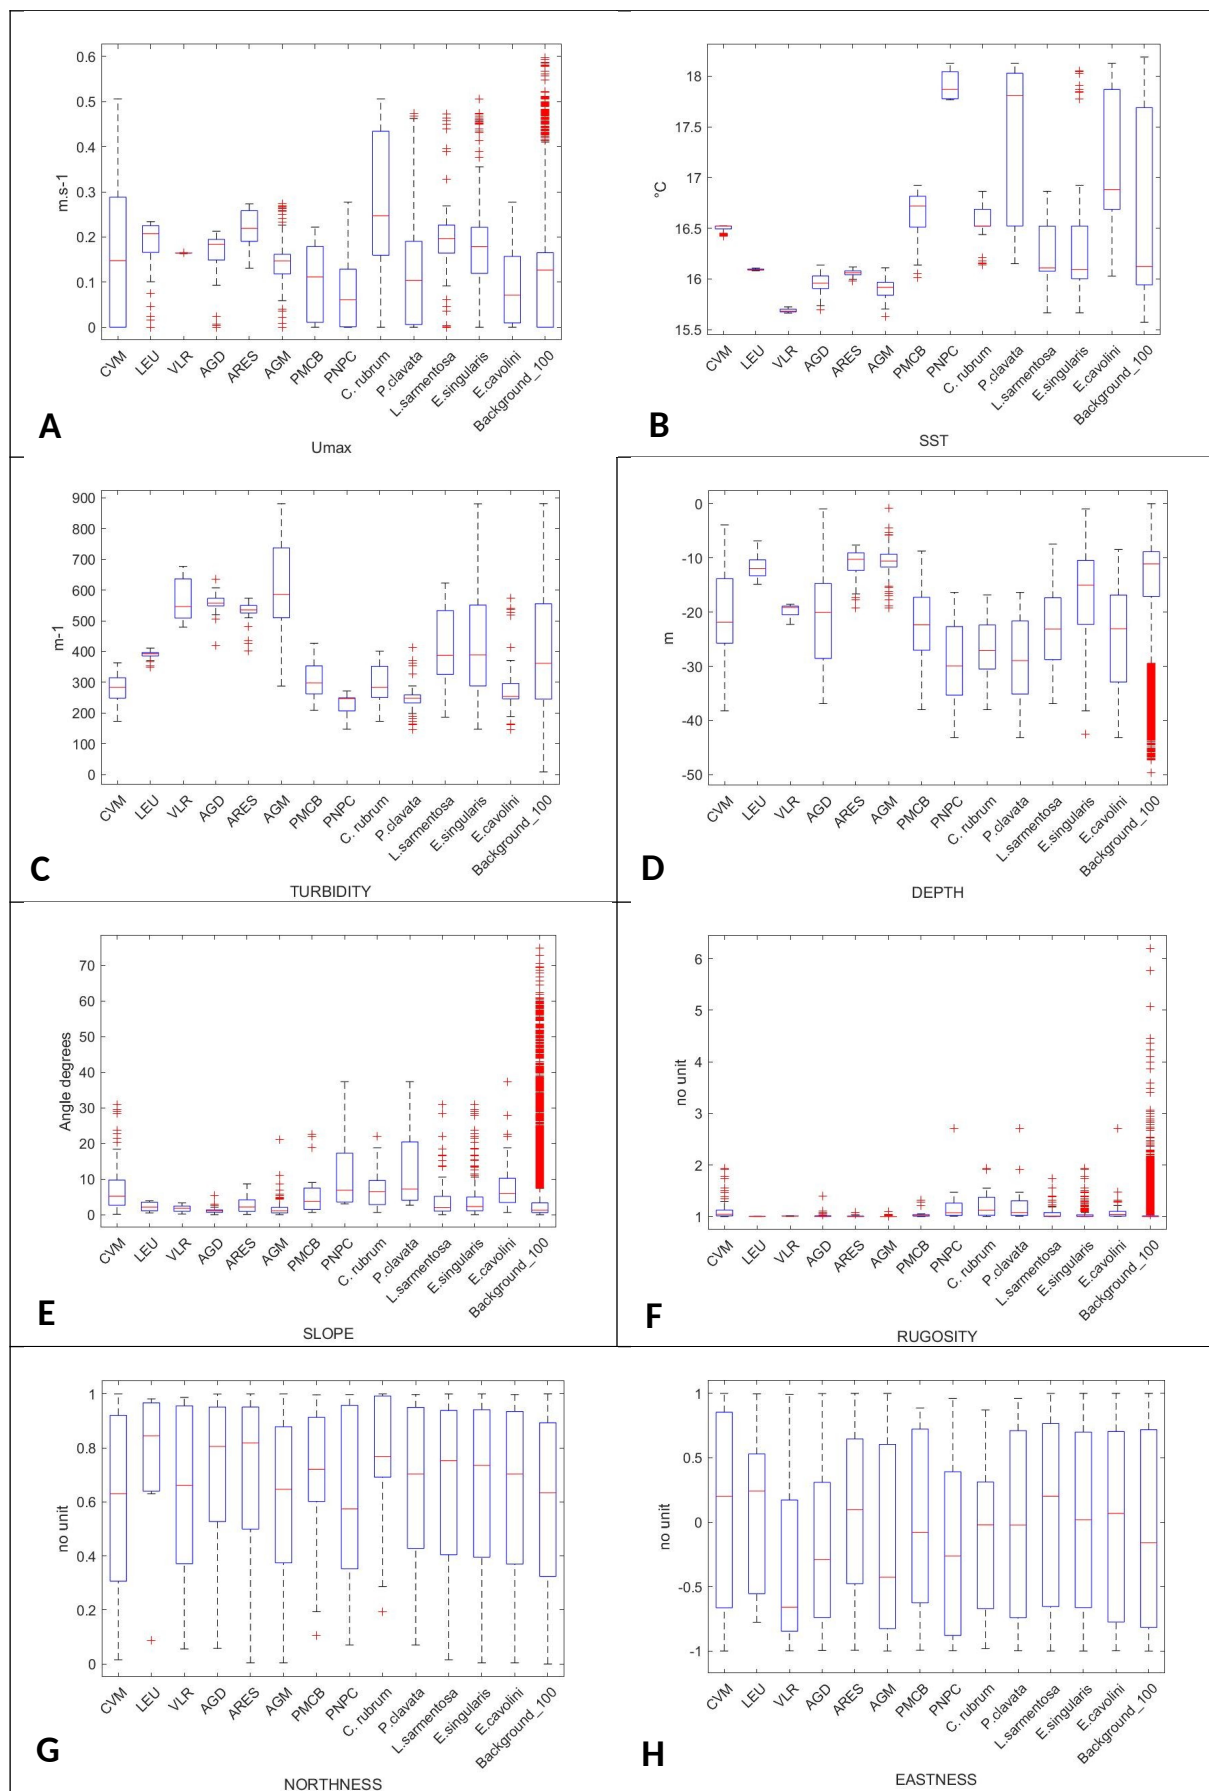 0.6
0.5
0.4
0.3
0.2
0.1
0
m.s-1
CVM LEU VLR AGD ARES AGM PMCB PNPC C. rubrum P.clavata L.sarmentosa E.singularis E.cavolini Background_100
A
Umax
18
17.5
17
16.5
16
15.5
°C
CVM LEU VLR AGD ARES AGM PMCB PNPC C. rubrum P.clavata L.sarmentosa E.singularis E.cavolini Background_100
B
SST
900
800
700
600
500
400
300
200
100
0
m-1
CVM LEU VLR AGD ARES AGM PMCB PNPC C. rubrum P.clavata L.sarmentosa E.singularis E.cavolini Background_100
C
TURBIDITY
0
-10
-20
-30
-40
-50
m
CVM LEU VLR AGD ARES AGM PMCB PNPC C. rubrum P.clavata L.sarmentosa E.singularis E.cavolini Background_100
D
DEPTH
70
60
50
40
30
20
10
0
Angle degrees
CVM LEU VLR AGD ARES AGM PMCB PNPC C. rubrum P.clavata L.sarmentosa E.singularis E.cavolini Background_100
E
SLOPE
6
5
4
3
2
1
no unit
CVM LEU VLR AGD ARES AGM PMCB PNPC C. rubrum P.clavata L.sarmentosa E.singularis E.cavolini Background_100
F
RUGOSITY
1
0.8
0.6
0.4
0.2
0
no unit
CVM LEU VLR AGD ARES AGM PMCB PNPC C. rubrum P.clavata L.sarmentosa E.singularis E.cavolini Background_100
G
NORTHNESS
1
0.5
0
-0.5
-1
no unit
CVM LEU VLR AGD ARES AGM PMCB PNPC C. rubrum P.clavata L.sarmentosa E.singularis E.cavolini Background_100
H
EASTNESS